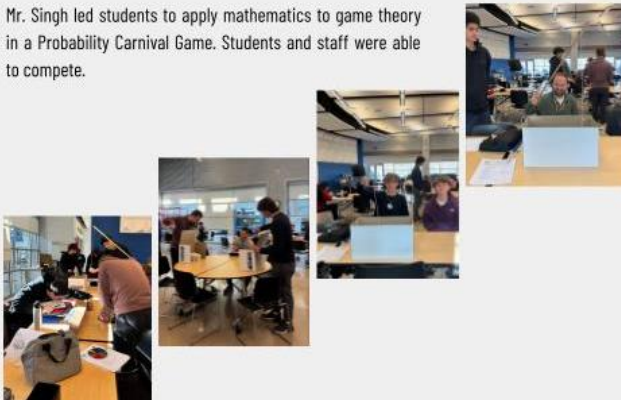 Mr. Singh led students to apply mathematics to game theory
in a Probability Carnival Game. Students and staff were able
to compete.